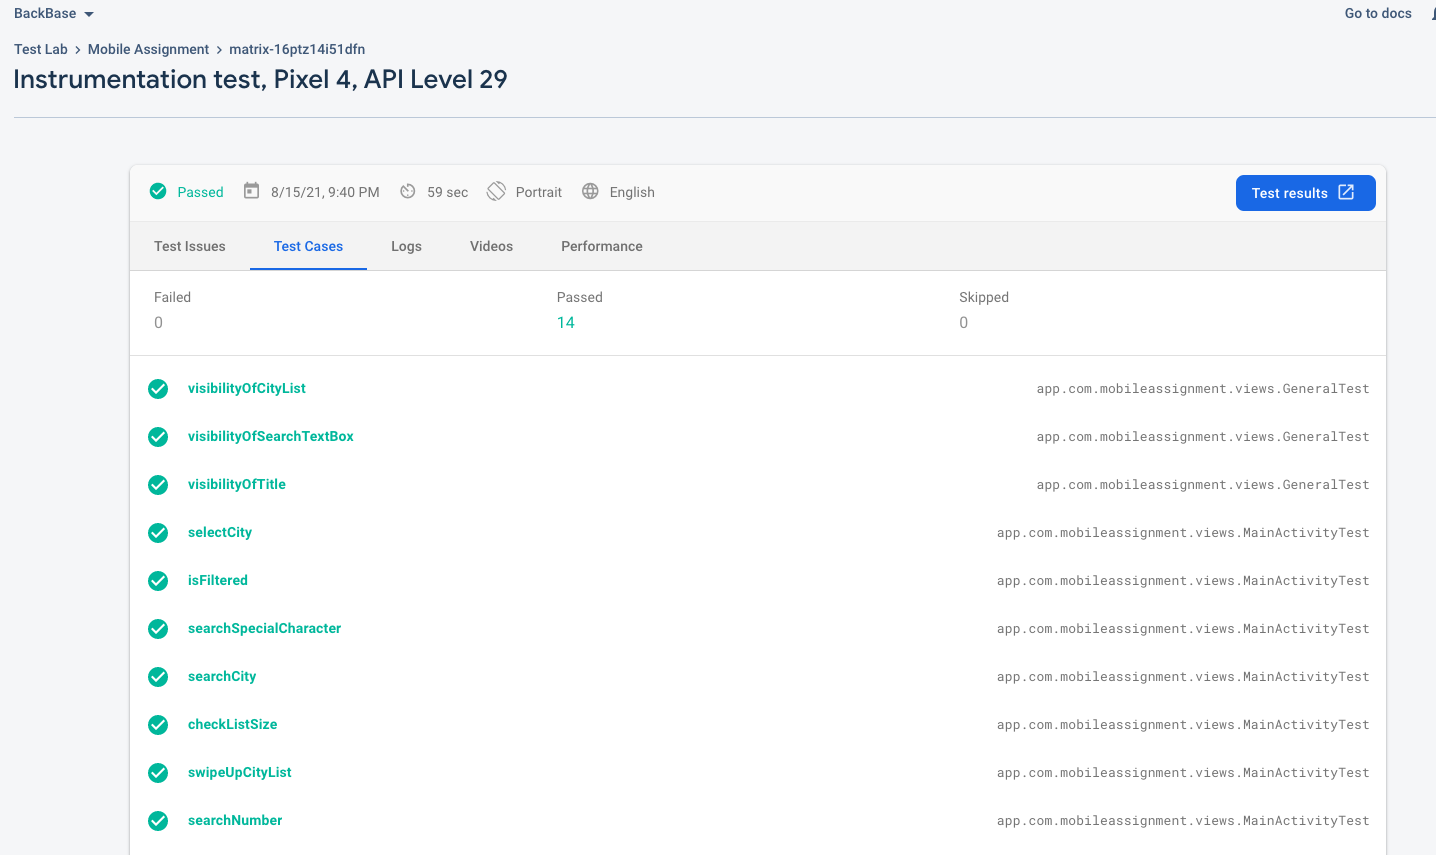 BackBase Go to docs
Test Lab > Mobile Assignment > matrix-16ptz14i51dfn
Instrumentation test, Pixel 4, API Level 29
Passed 8/15/21, 9:40 PM 59 sec Portrait English Test results
Test Issues Test Cases Logs Videos Performance
Failed Passed Skipped
0 14 0
visibilityOfCityList app.com.mobileassignment.views.GeneralTest
visibilityOfSearchTextBox app.com.mobileassignment.views.GeneralTest
visibilityOfTitle app.com.mobileassignment.views.GeneralTest
selectCity app.com.mobileassignment.views.MainActivityTest
isFiltered app.com.mobileassignment.views.MainActivityTest
searchSpecialCharacter app.com.mobileassignment.views.MainActivityTest
searchCity app.com.mobileassignment.views.MainActivityTest
checkListSize app.com.mobileassignment.views.MainActivityTest
swipeUpCityList app.com.mobileassignment.views.MainActivityTest
searchNumber app.com.mobileassignment.views.MainActivityTest